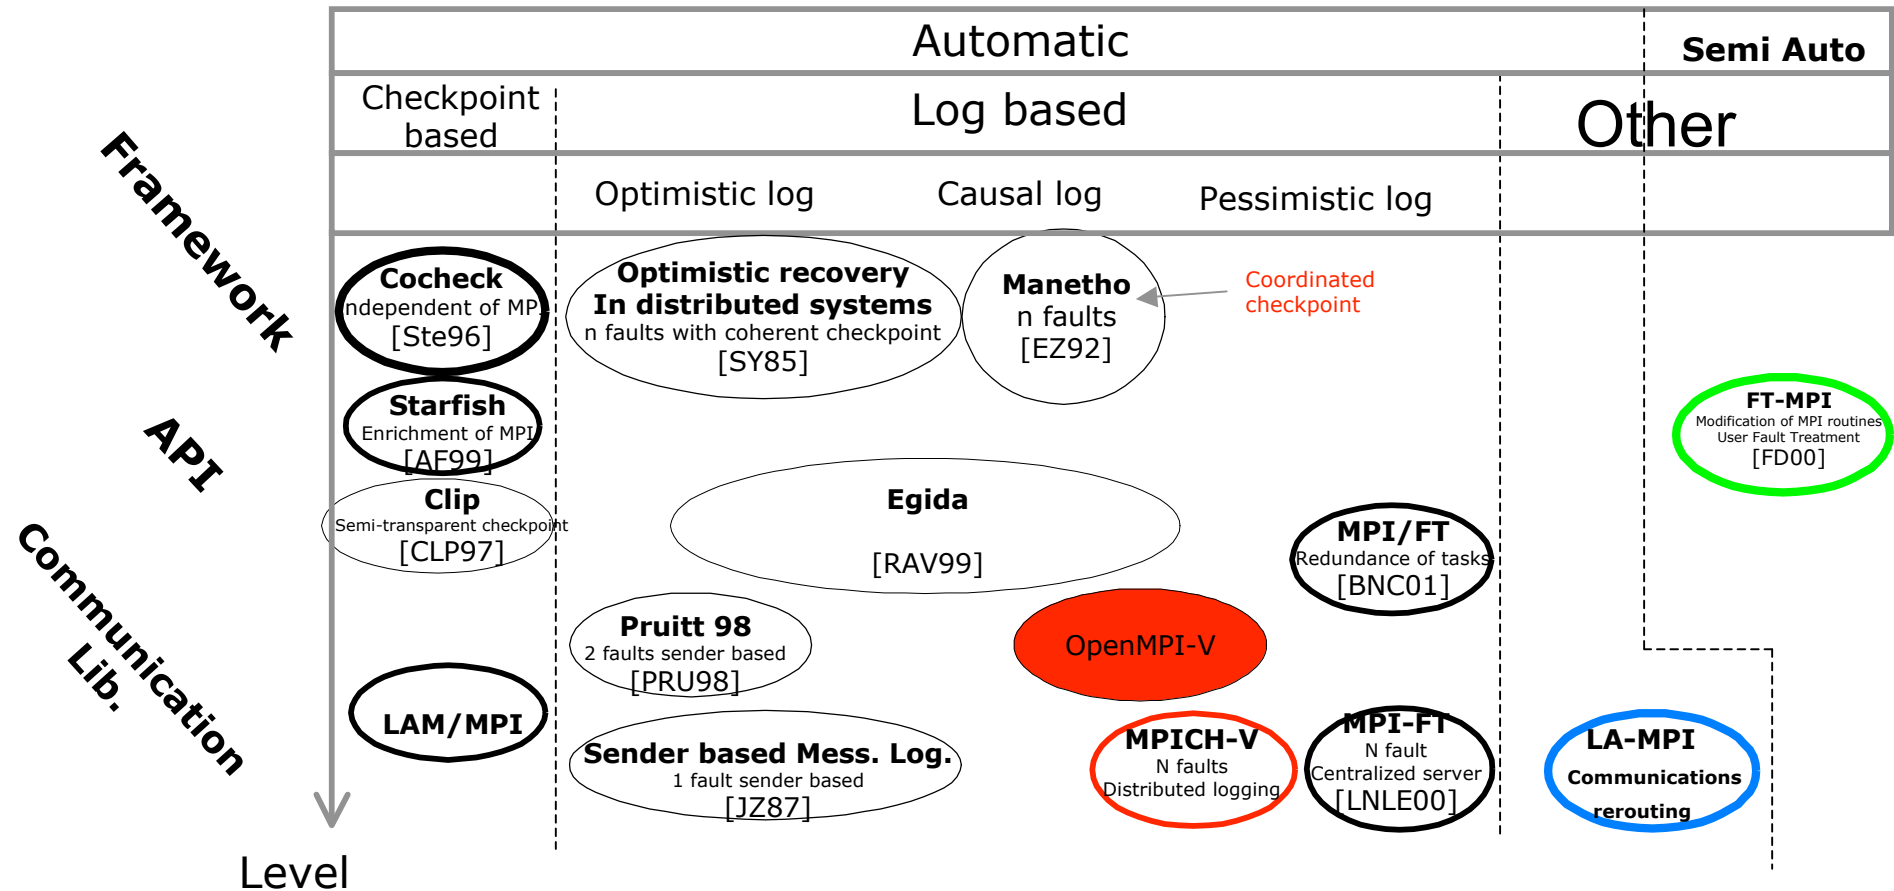 Automatic
Semi Auto
Checkpoint
based
Log based
Other
Optimistic log
Causal log
Pessimistic log
Framework
API
Communication
Lib.
Level
Cocheck
ndependent of MPI
[Ste96]
Optimistic recovery
In distributed systems
n faults with coherent checkpoint
[SY85]
Manetho
n faults
[EZ92]
Coordinated
checkpoint
Starfish
Enrichment of MPI
[AF99]
FT-MPI
Modification of MPI routines
User Fault Treatment
[FD00]
Clip
Semi-transparent checkpoint
[CLP97]
Egida
[RAV99]
MPI/FT
Redundance of tasks
[BNC01]
Pruitt 98
2 faults sender based
[PRU98]
OpenMPI-V
LAM/MPI
Sender based Mess. Log.
1 fault sender based
[JZ87]
MPICH-V
N faults
Distributed logging
MPI-FT
N fault
Centralized server
[LNLE00]
LA-MPI
Communications
rerouting